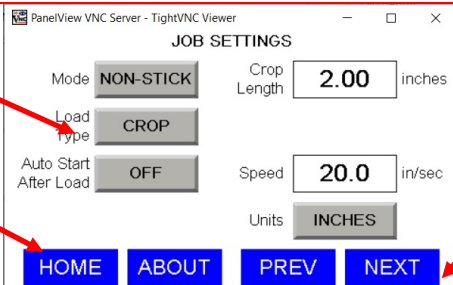 PanelView VNC Server - TightVNC Viewer
JOB SETTINGS
Mode NON-STICK Crop Length 2.00 inches
Load Type CROP
Auto Start After Load OFF Speed 20.0 in/sec
Units INCHES
HOME ABOUT PREV NEXT